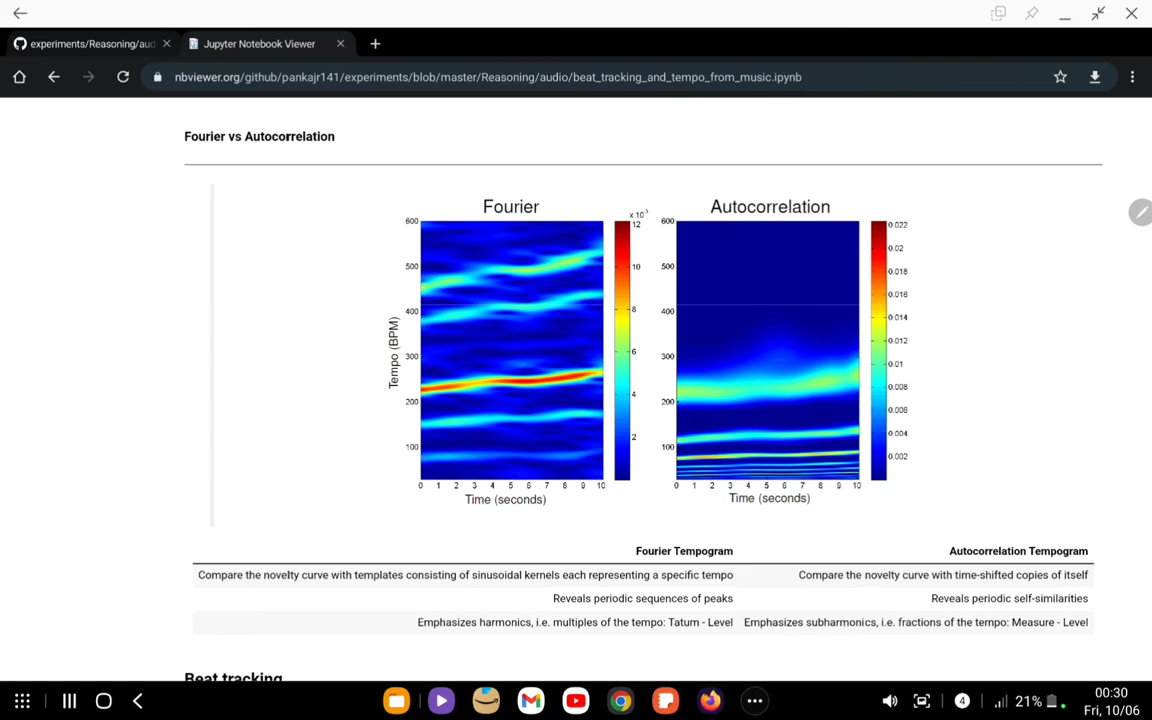 experiments/Reasoning/aud
Jupyter Notebook Viewer
nbviewer.org/github/pankajr141/experiments/blob/master/Reasoning/audio/beat_tracking_and_tempo_from_music.ipynb
Fourier vs Autocorrelation
Fourier
Autocorrelation
x 10⁻³
600
500
400
300
200
100
Tempo (BPM)
12
10
8
6
4
2
600
500
400
300
200
100
0.022
0.02
0.018
0.016
0.014
0.012
0.01
0.008
0.006
0.004
0.002
0 1 2 3 4 5 6 7 8 9 10
0 1 2 3 4 5 6 7 8 9 10
Time (seconds)
Time (seconds)
Fourier Tempogram Autocorrelation Tempogram
Compare the novelty curve with templates consisting of sinusoidal kernels each representing a specific tempo Compare the novelty curve with time-shifted copies of itself
Reveals periodic sequences of peaks Reveals periodic self-similarities
Emphasizes harmonics, i.e. multiples of the tempo: Tatum - Level Emphasizes subharmonics, i.e. fractions of the tempo: Measure - Level
Beat tracking
4
21%
00:30
Fri, 10/06